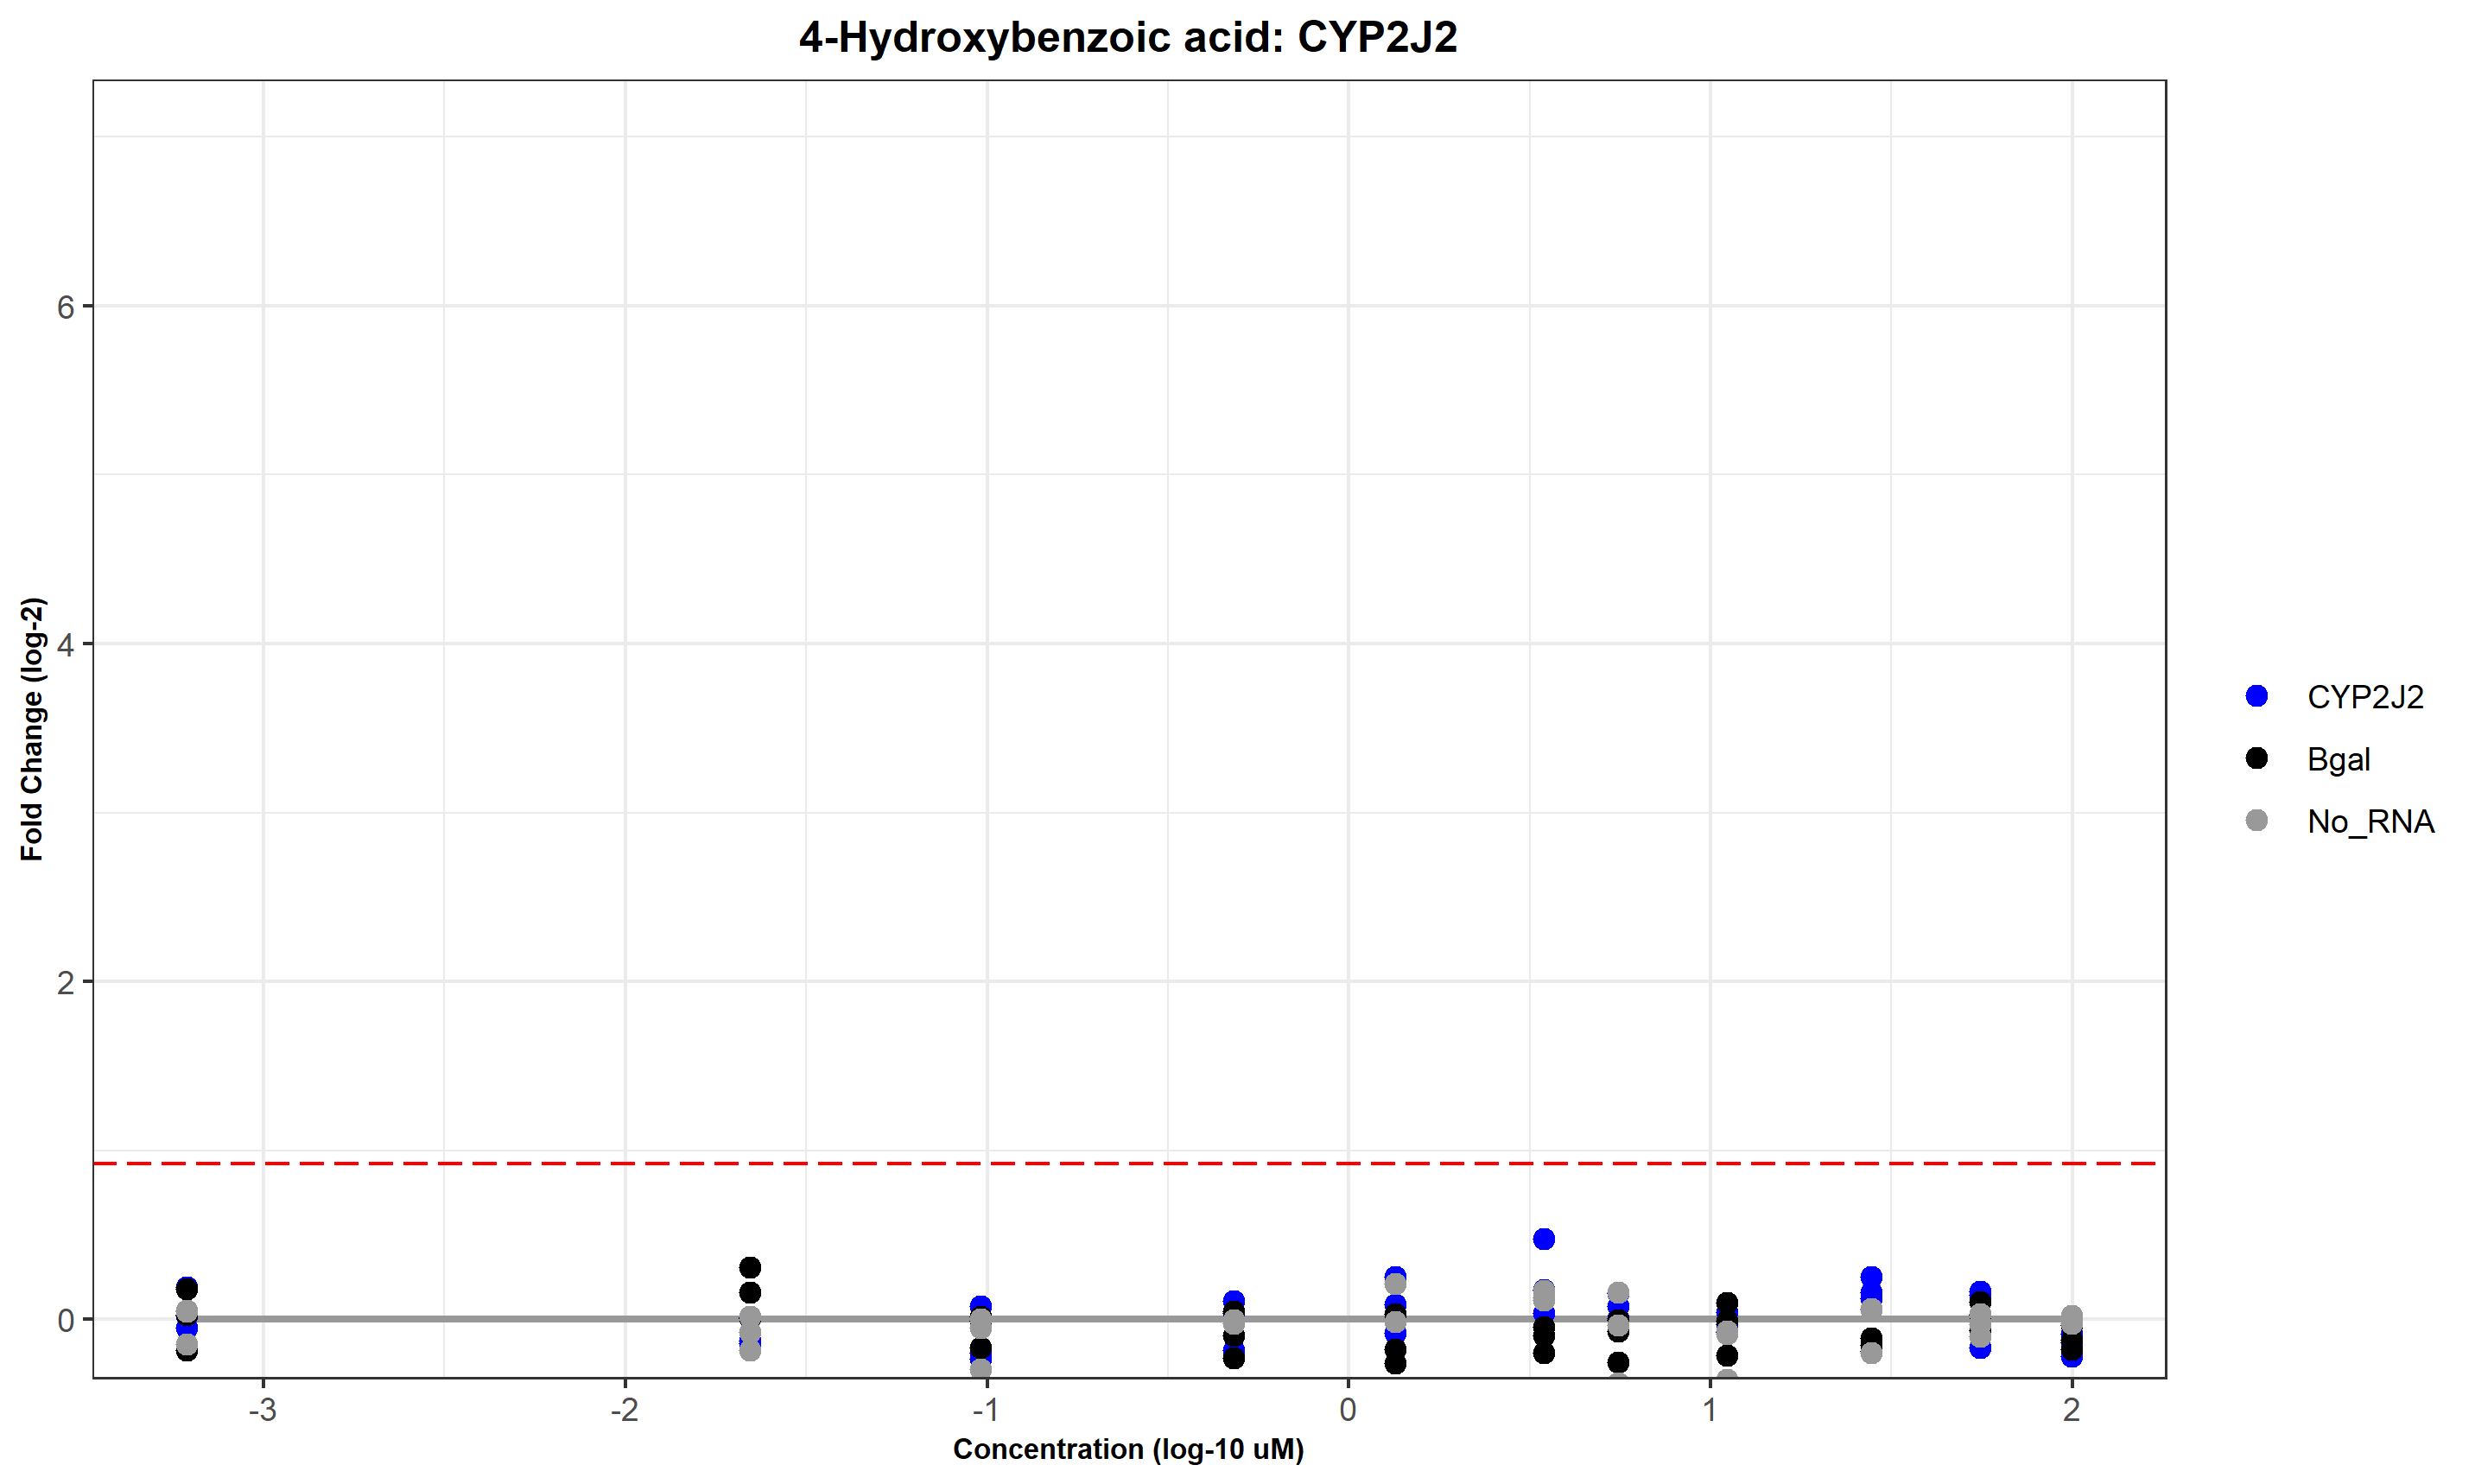 4-Hydroxybenzoic acid: CYP2J2
Fold Change (log-2)
6
4
2
0
-3
-2
-1
0
1
2
Concentration (log-10 uM)
CYP2J2
Bgal
No_RNA